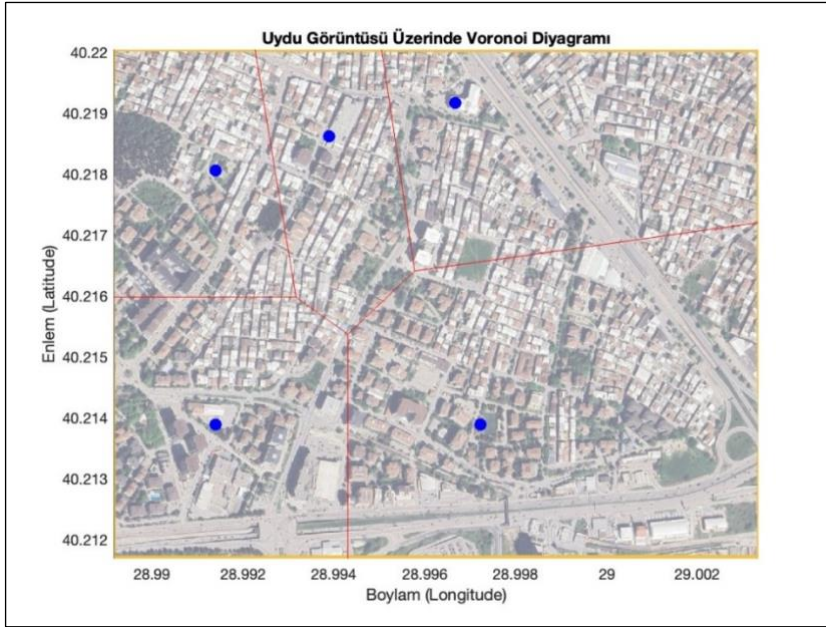 Uydu Görüntüsü Üzerinde Voronoi Diyagramı
40.22
40.219
40.218
40.217
40.216
40.215
40.214
40.213
40.212
Enlem (Latitude)
28.99 28.992 28.994 28.996 28.998 29 29.002
Boylam (Longitude)